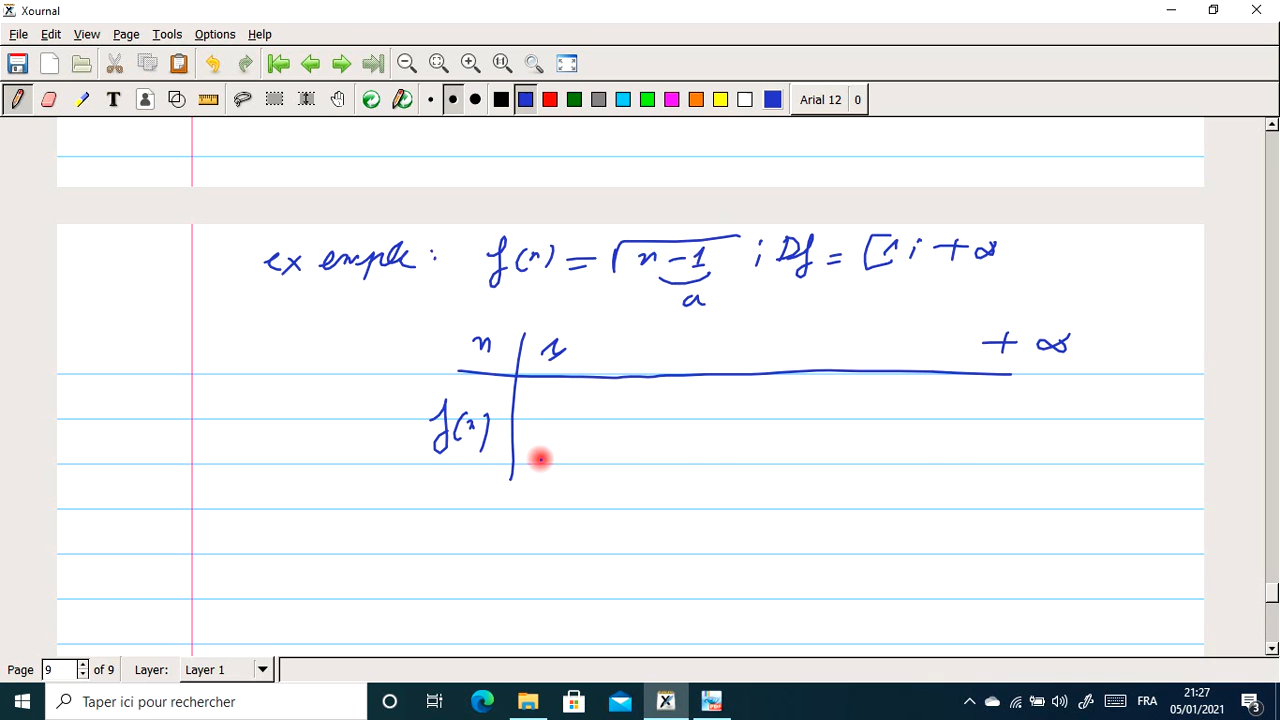 Xournal
File Edit View Page Tools Options Help
Arial 12 0
exemple : f(x) = √x-1 ; Df = [1; +∞
a
x 1 +∞
f(x)
Page 9 of 9 Layer: Layer 1
Taper ici pour rechercher
FRA 21:27
05/01/2021 3